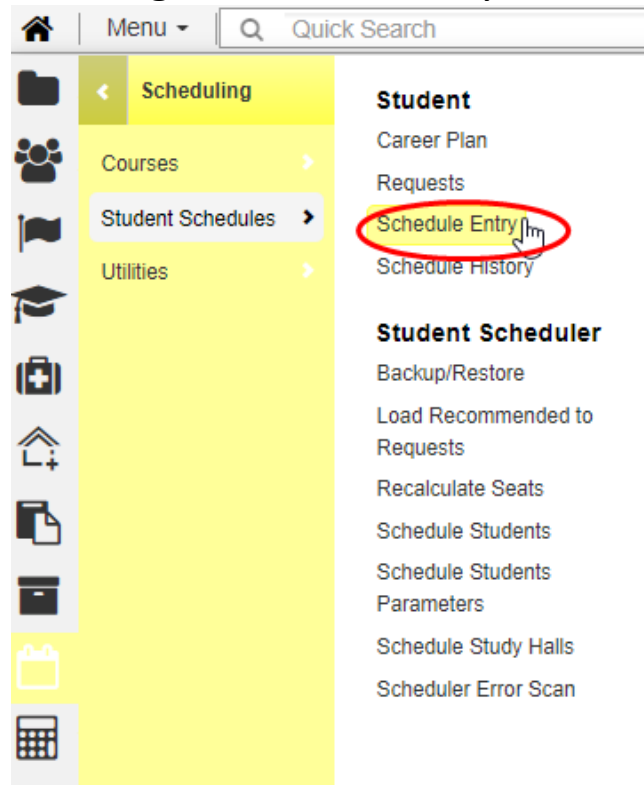 Menu
Quick Search
Scheduling
Courses
Student Schedules
Utilities
Student
Career Plan
Requests
Schedule Entry
Schedule History
Student Scheduler
Backup/Restore
Load Recommended to
Requests
Recalculate Seats
Schedule Students
Schedule Students
Parameters
Schedule Study Halls
Scheduler Error Scan